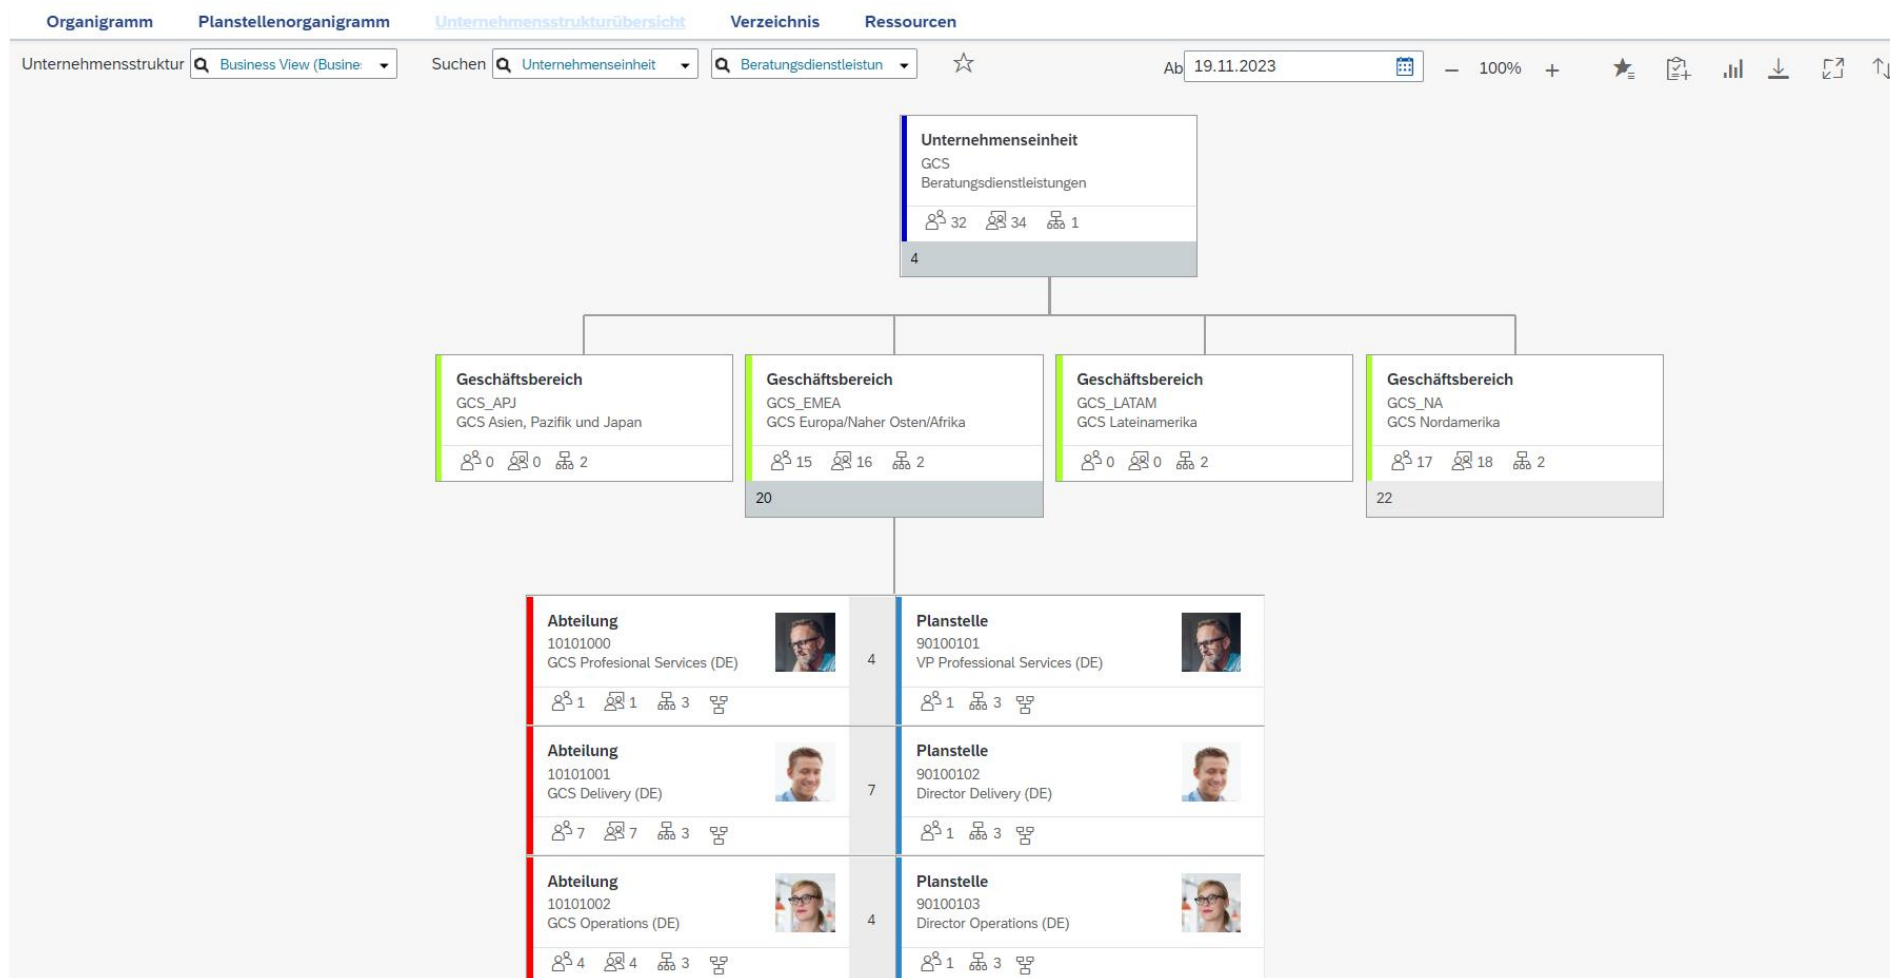 Organigramm Planstellenorganigramm Unternehmensstrukturübersicht Verzeichnis Ressourcen
Unternehmensstruktur Business View (Busine Suchen Unternehmenseinheit Beratungsdienstleistun Ab 19.11.2023 100%
Unternehmenseinheit
GCS
Beratungsdienstleistungen
32 34 1
4
Geschäftsbereich
GCS_APJ
GCS Asien, Pazifik und Japan
0 0 2
Geschäftsbereich
GCS_EMEA
GCS Europa/Naher Osten/Afrika
15 16 2
20
Geschäftsbereich
GCS_LATAM
GCS Lateinamerika
0 0 2
Geschäftsbereich
GCS_NA
GCS Nordamerika
17 18 2
22
Abteilung
10101000
GCS Profesional Services (DE)
1 1 3
4
Planstelle
90100101
VP Professional Services (DE)
1 3
Abteilung
10101001
GCS Delivery (DE)
7 7 3
7
Planstelle
90100102
Director Delivery (DE)
1 3
Abteilung
10101002
GCS Operations (DE)
4 4 3
4
Planstelle
90100103
Director Operations (DE)
1 3